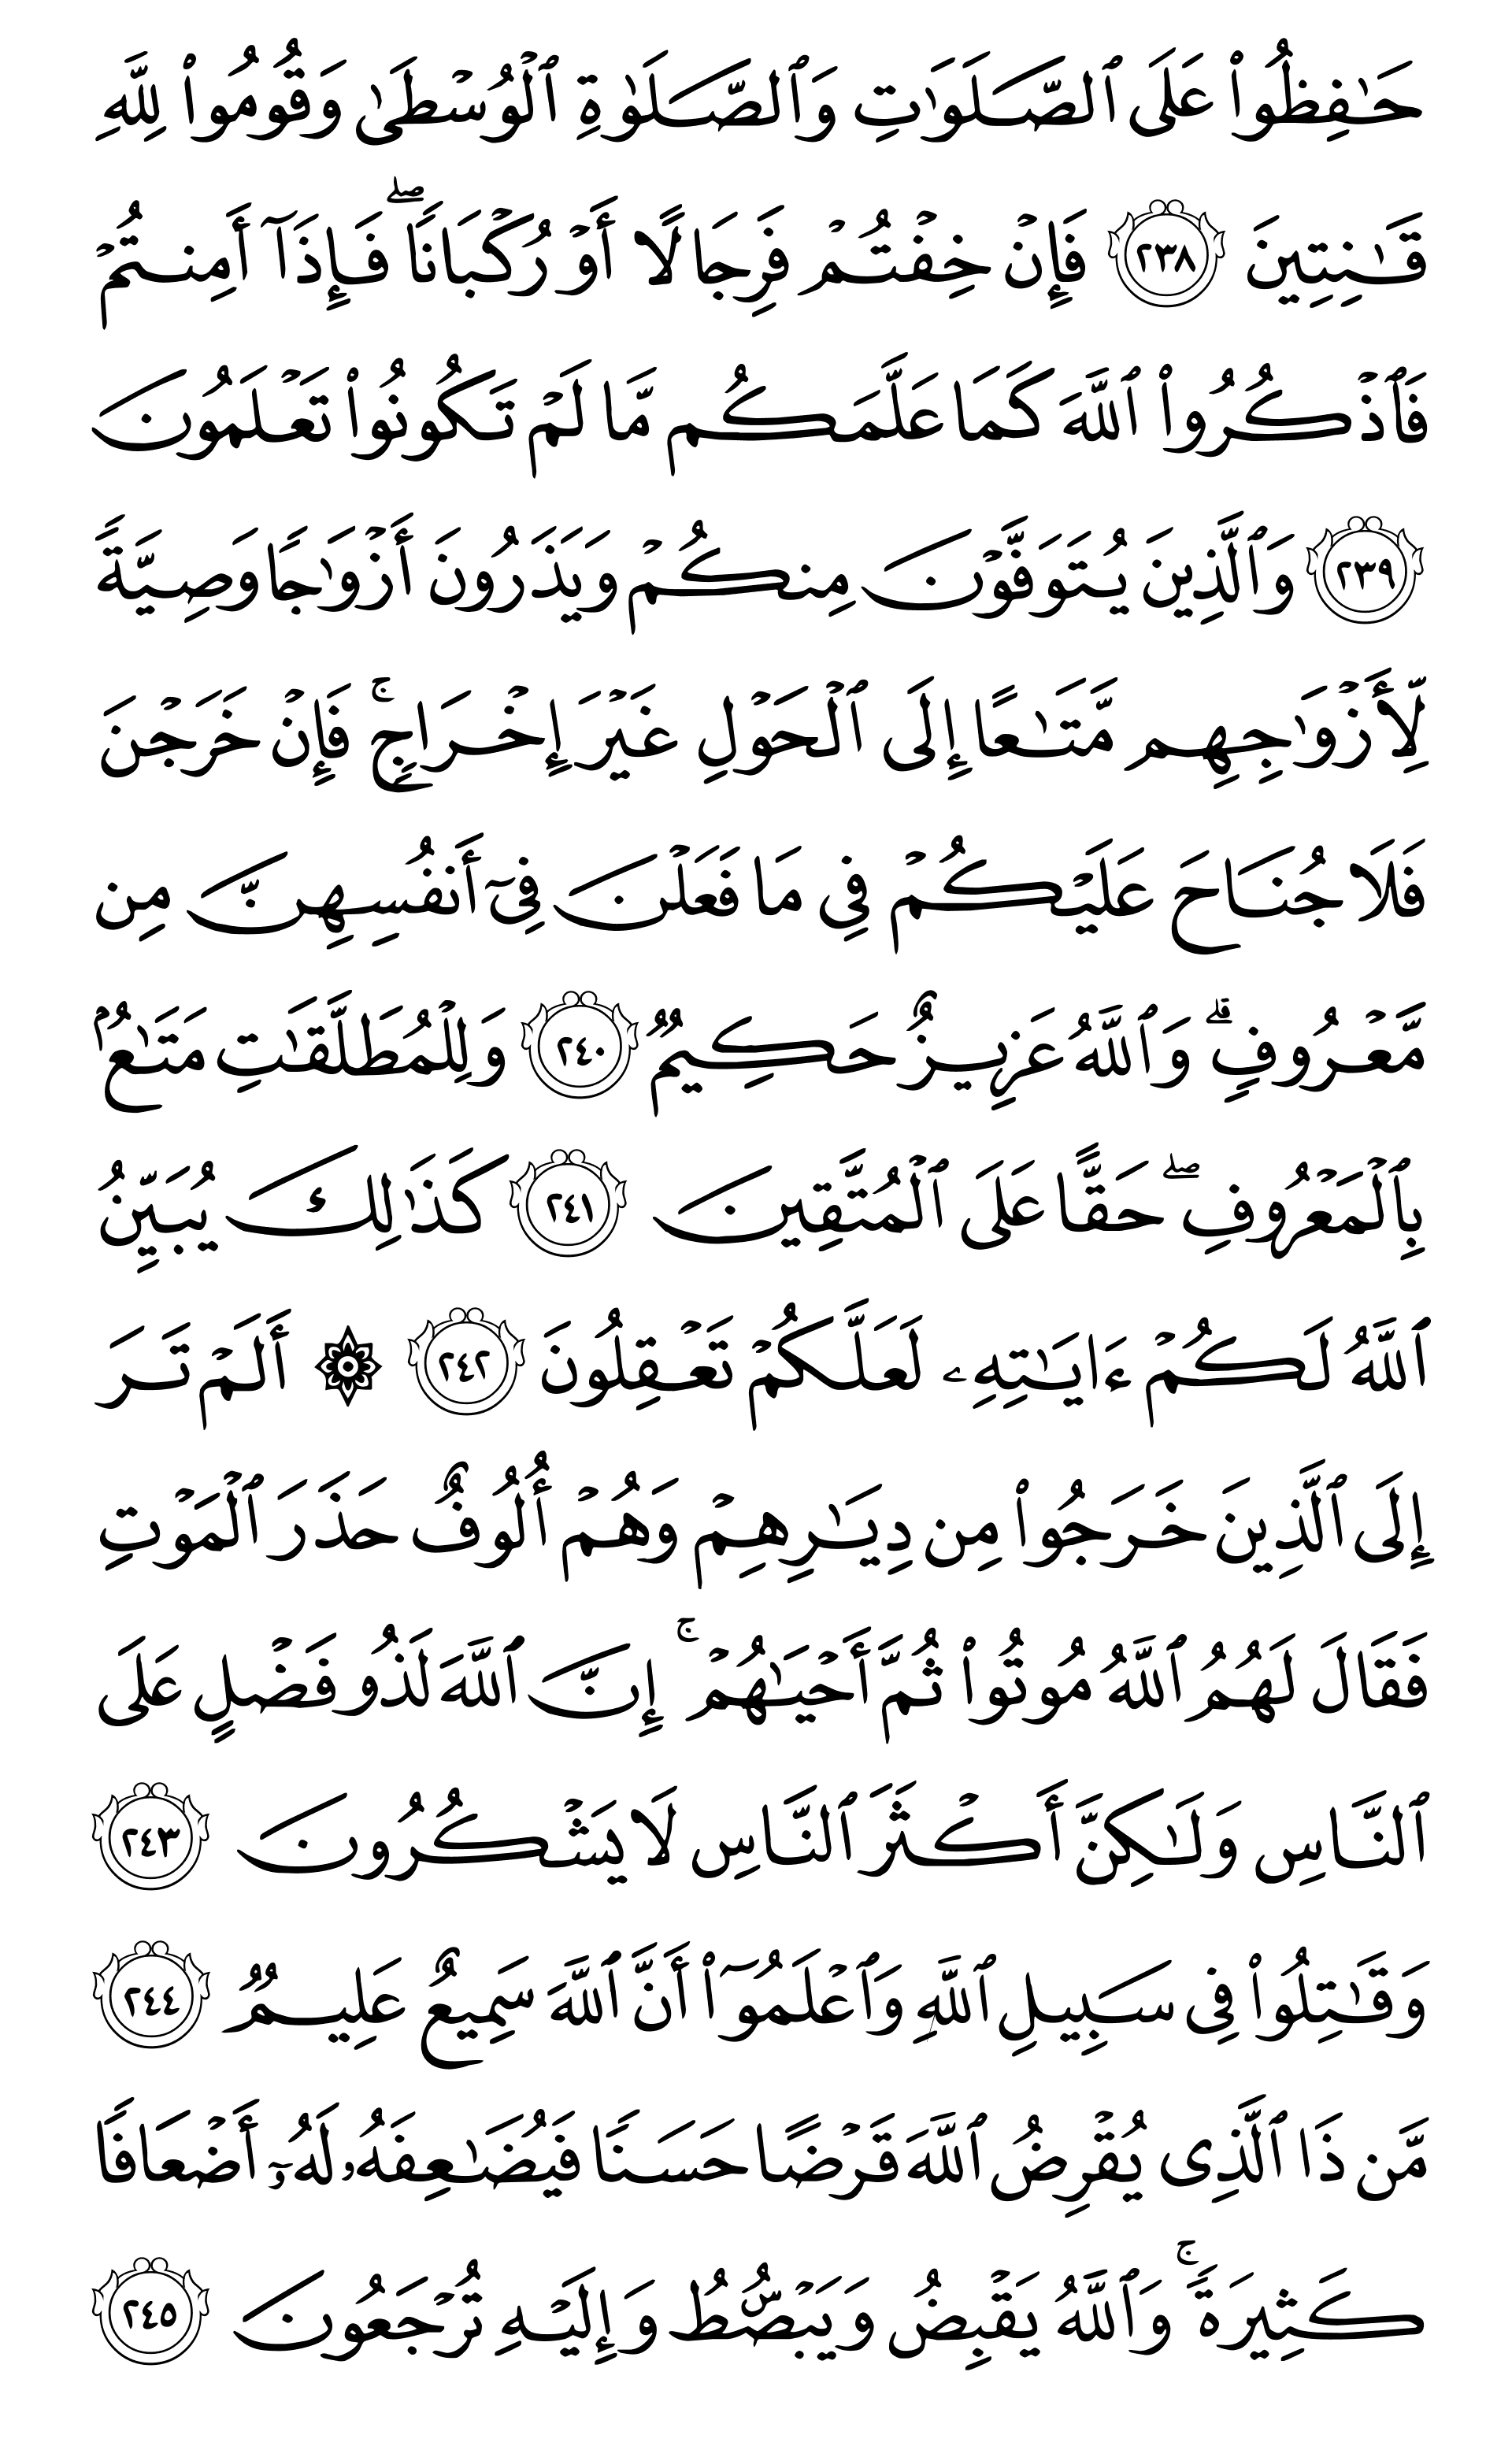 حَـٰفِظُوا۟ عَلَى ٱلصَّلَوَٰتِ وَٱلصَّلَوٰةِ ٱلْوُسْطَىٰ وَقُومُوا۟ لِلَّهِ
قَـٰنِتِينَ ٢٣٨ فَإِنْ خِفْتُمْ فَرِجَالًا أَوْ رُكْبَانًا ۖ فَإِذَآ أَمِنتُمْ
فَٱذْكُرُوا۟ ٱللَّهَ كَمَا عَلَّمَكُم مَّا لَمْ تَكُونُوا۟ تَعْلَمُونَ
٢٣٩ وَٱلَّذِينَ يُتَوَفَّوْنَ مِنكُمْ وَيَذَرُونَ أَزْوَٰجًا وَصِيَّةً
لِّأَزْوَٰجِهِم مَّتَـٰعًا إِلَى ٱلْحَوْلِ غَيْرَ إِخْرَاجٍ ۚ فَإِنْ خَرَجْنَ
فَلَا جُنَاحَ عَلَيْكُمْ فِى مَا فَعَلْنَ فِىٓ أَنفُسِهِنَّ مِن
مَّعْرُوفٍ ۗ وَٱللَّهُ عَزِيزٌ حَكِيمٌ ٢٤٠ وَلِلْمُطَلَّقَـٰتِ مَتَـٰعٌۢ
بِٱلْمَعْرُوفِ ۖ حَقًّا عَلَى ٱلْمُتَّقِينَ ٢٤١ كَذَٰلِكَ يُبَيِّنُ
ٱللَّهُ لَكُمْ ءَايَـٰتِهِۦ لَعَلَّكُمْ تَعْقِلُونَ ٢٤٢ ۞ أَلَمْ تَرَ
إِلَى ٱلَّذِينَ خَرَجُوا۟ مِن دِيَـٰرِهِمْ وَهُمْ أُلُوفٌ حَذَرَ ٱلْمَوْتِ
فَقَالَ لَهُمُ ٱللَّهُ مُوتُوا۟ ثُمَّ أَحْيَـٰهُمْ ۚ إِنَّ ٱللَّهَ لَذُو فَضْلٍ عَلَى
ٱلنَّاسِ وَلَـٰكِنَّ أَكْثَرَ ٱلنَّاسِ لَا يَشْكُرُونَ ٢٤٣
وَقَـٰتِلُوا۟ فِى سَبِيلِ ٱللَّهِ وَٱعْلَمُوٓا۟ أَنَّ ٱللَّهَ سَمِيعٌ عَلِيمٌ ٢٤٤
مَّن ذَا ٱلَّذِى يُقْرِضُ ٱللَّهَ قَرْضًا حَسَنًا فَيُضَـٰعِفَهُۥ لَهُۥٓ أَضْعَافًا
كَثِيرَةً ۚ وَٱللَّهُ يَقْبِضُ وَيَبْصُۜطُ وَإِلَيْهِ تُرْجَعُونَ ٢٤٥